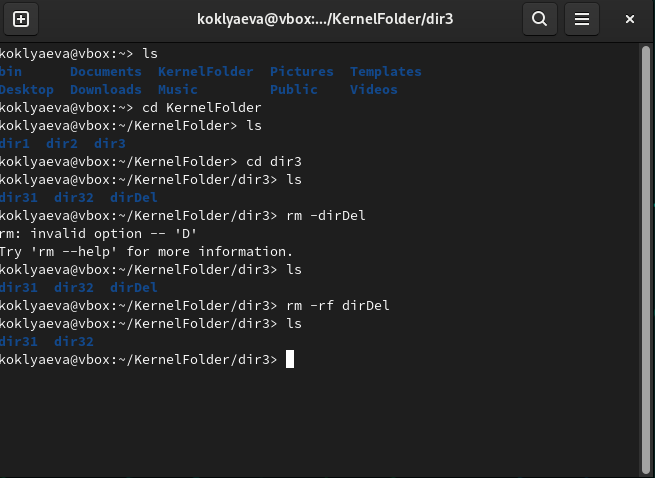 koklyaeva@vbox:.../KernelFolder/dir3
koklyaeva@vbox:~> ls
bin Documents KernelFolder Pictures Templates
Desktop Downloads Music Public Videos
koklyaeva@vbox:~> cd KernelFolder
koklyaeva@vbox:~/KernelFolder> ls
dir1 dir2 dir3
koklyaeva@vbox:~/KernelFolder> cd dir3
koklyaeva@vbox:~/KernelFolder/dir3> ls
dir31 dir32 dirDel
koklyaeva@vbox:~/KernelFolder/dir3> rm -dirDel
rm: invalid option -- 'D'
Try 'rm --help' for more information.
koklyaeva@vbox:~/KernelFolder/dir3> ls
dir31 dir32 dirDel
koklyaeva@vbox:~/KernelFolder/dir3> rm -rf dirDel
koklyaeva@vbox:~/KernelFolder/dir3> ls
dir31 dir32
koklyaeva@vbox:~/KernelFolder/dir3>